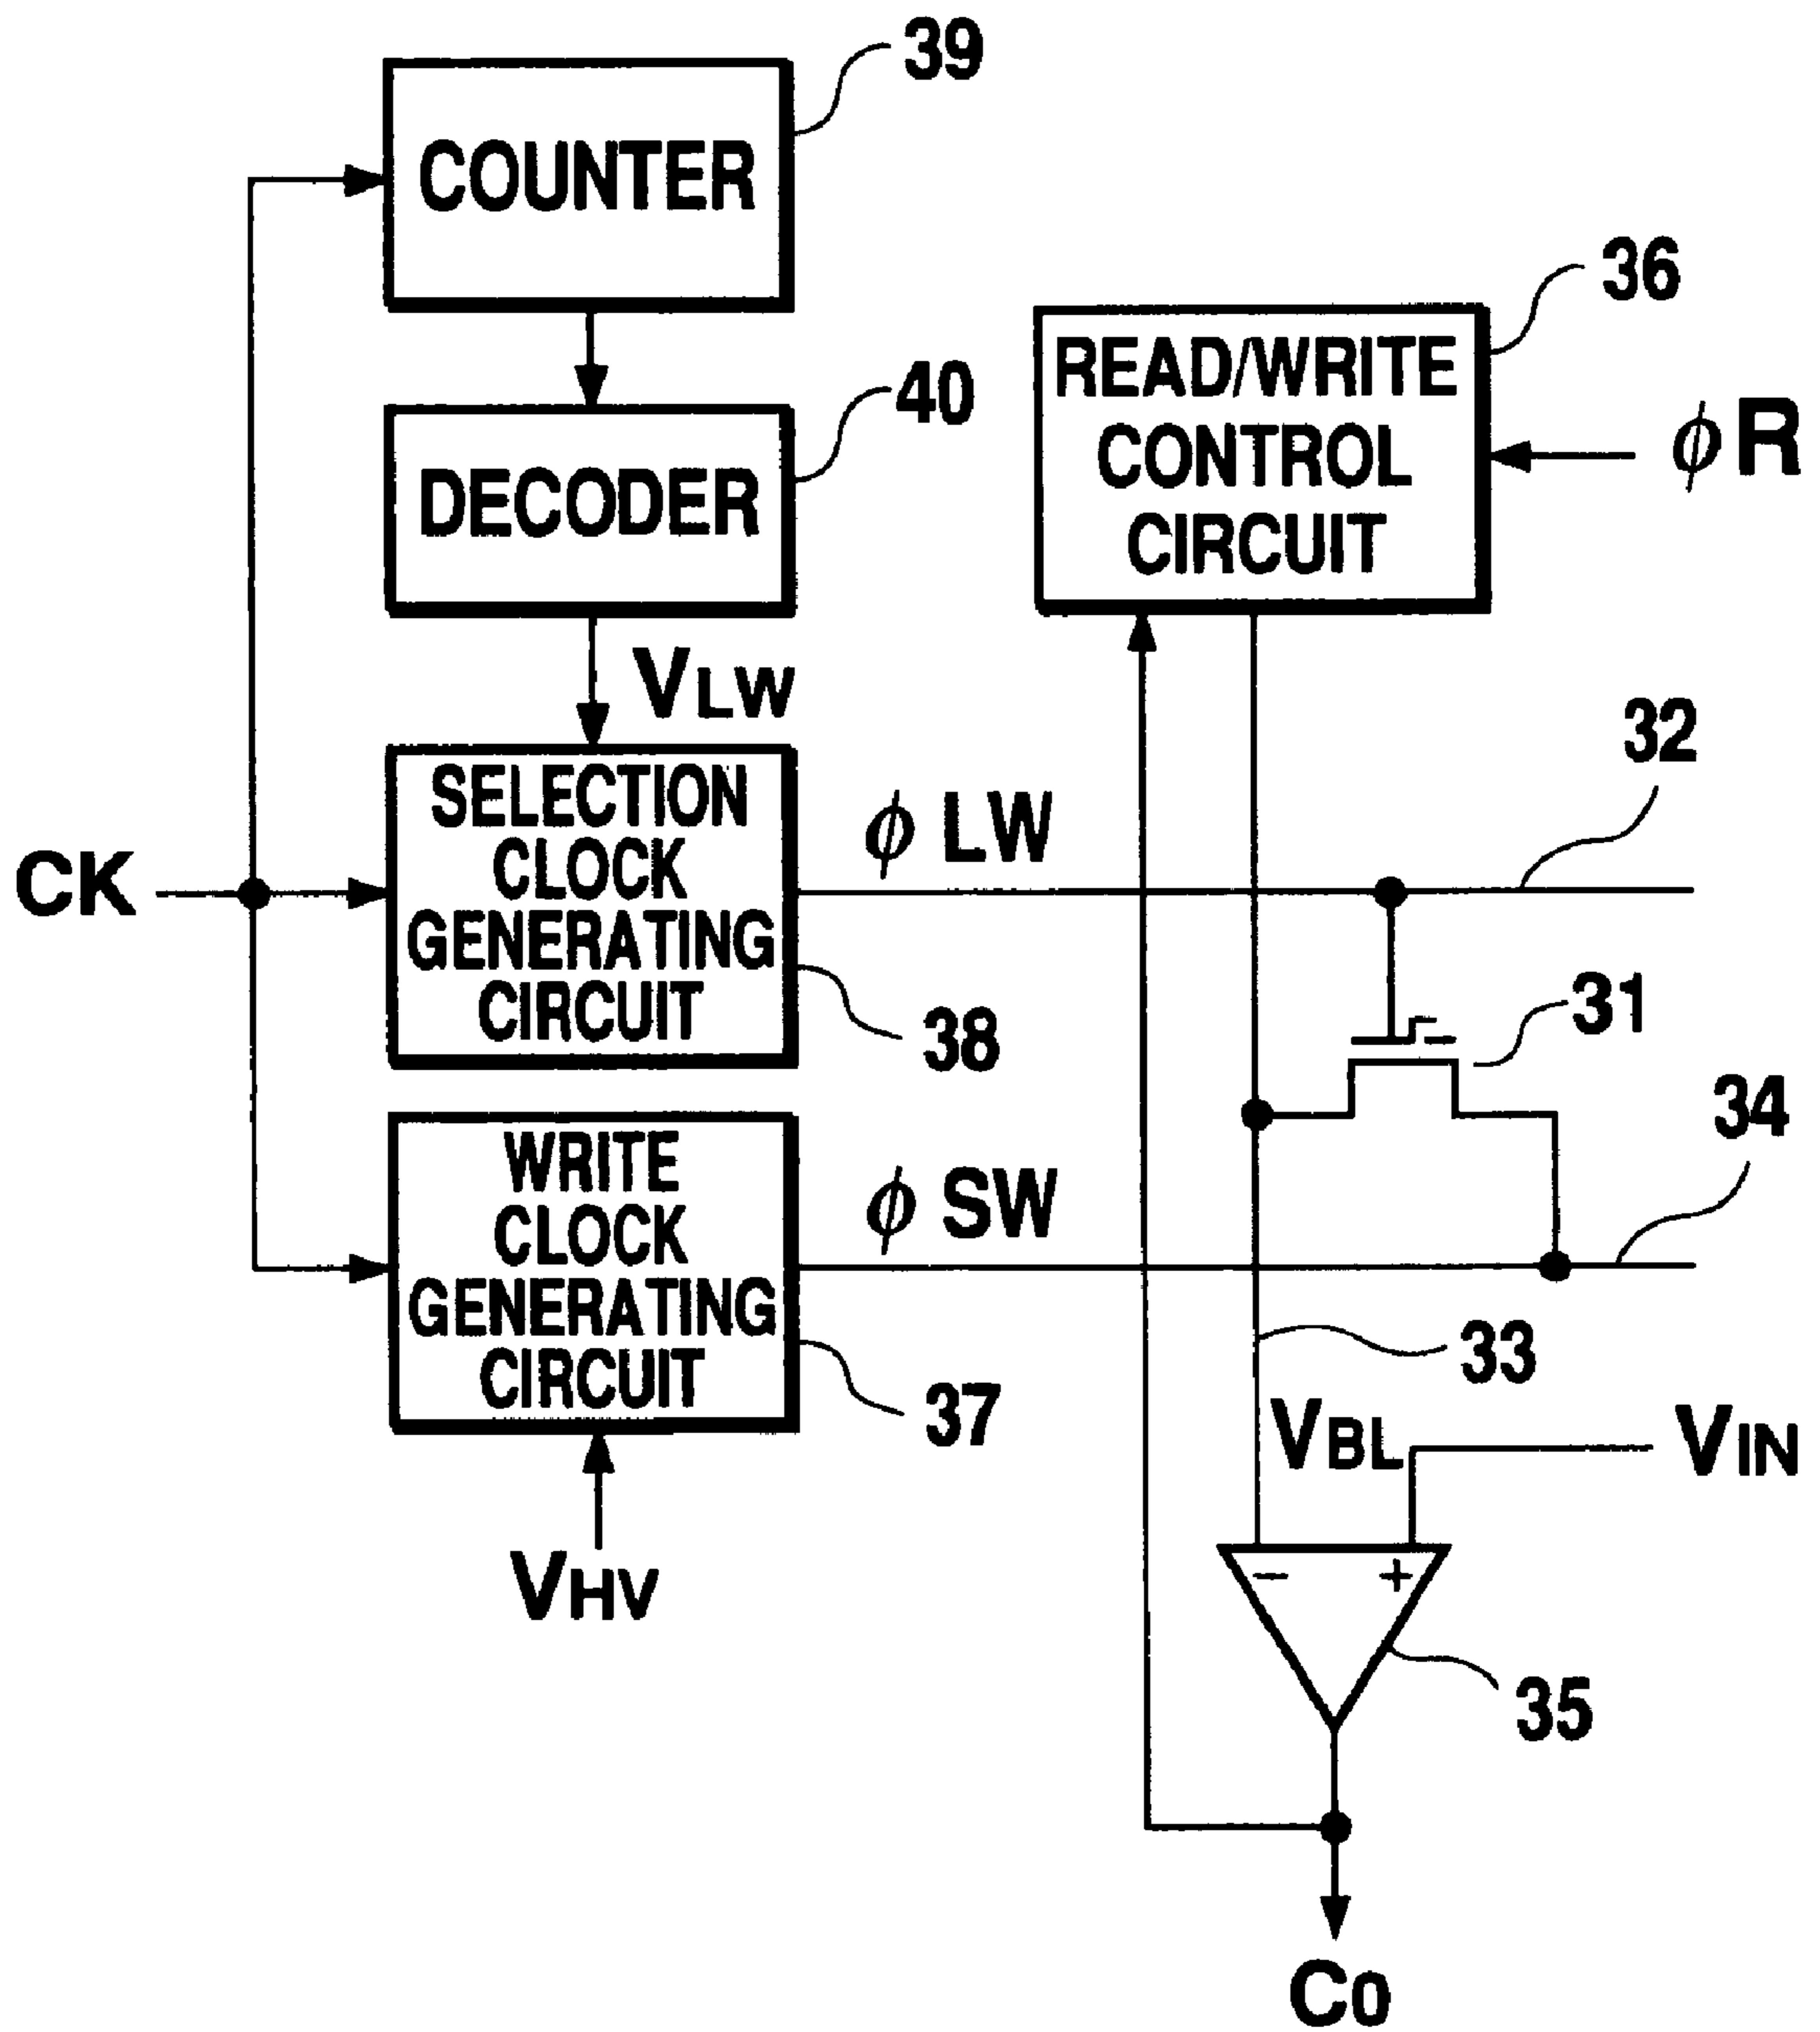 39
COUNTER
36
READ/WRITE
CONTROL
CIRCUIT
ϕR
40
DECODER
VLW
32
SELECTION
CLOCK
GENERATING
CIRCUIT
ϕ LW
CK
38
31
34
WRITE
CLOCK
GENERATING
CIRCUIT
ϕ SW
37
33
VBL
VIN
VHV
− +
35
C0